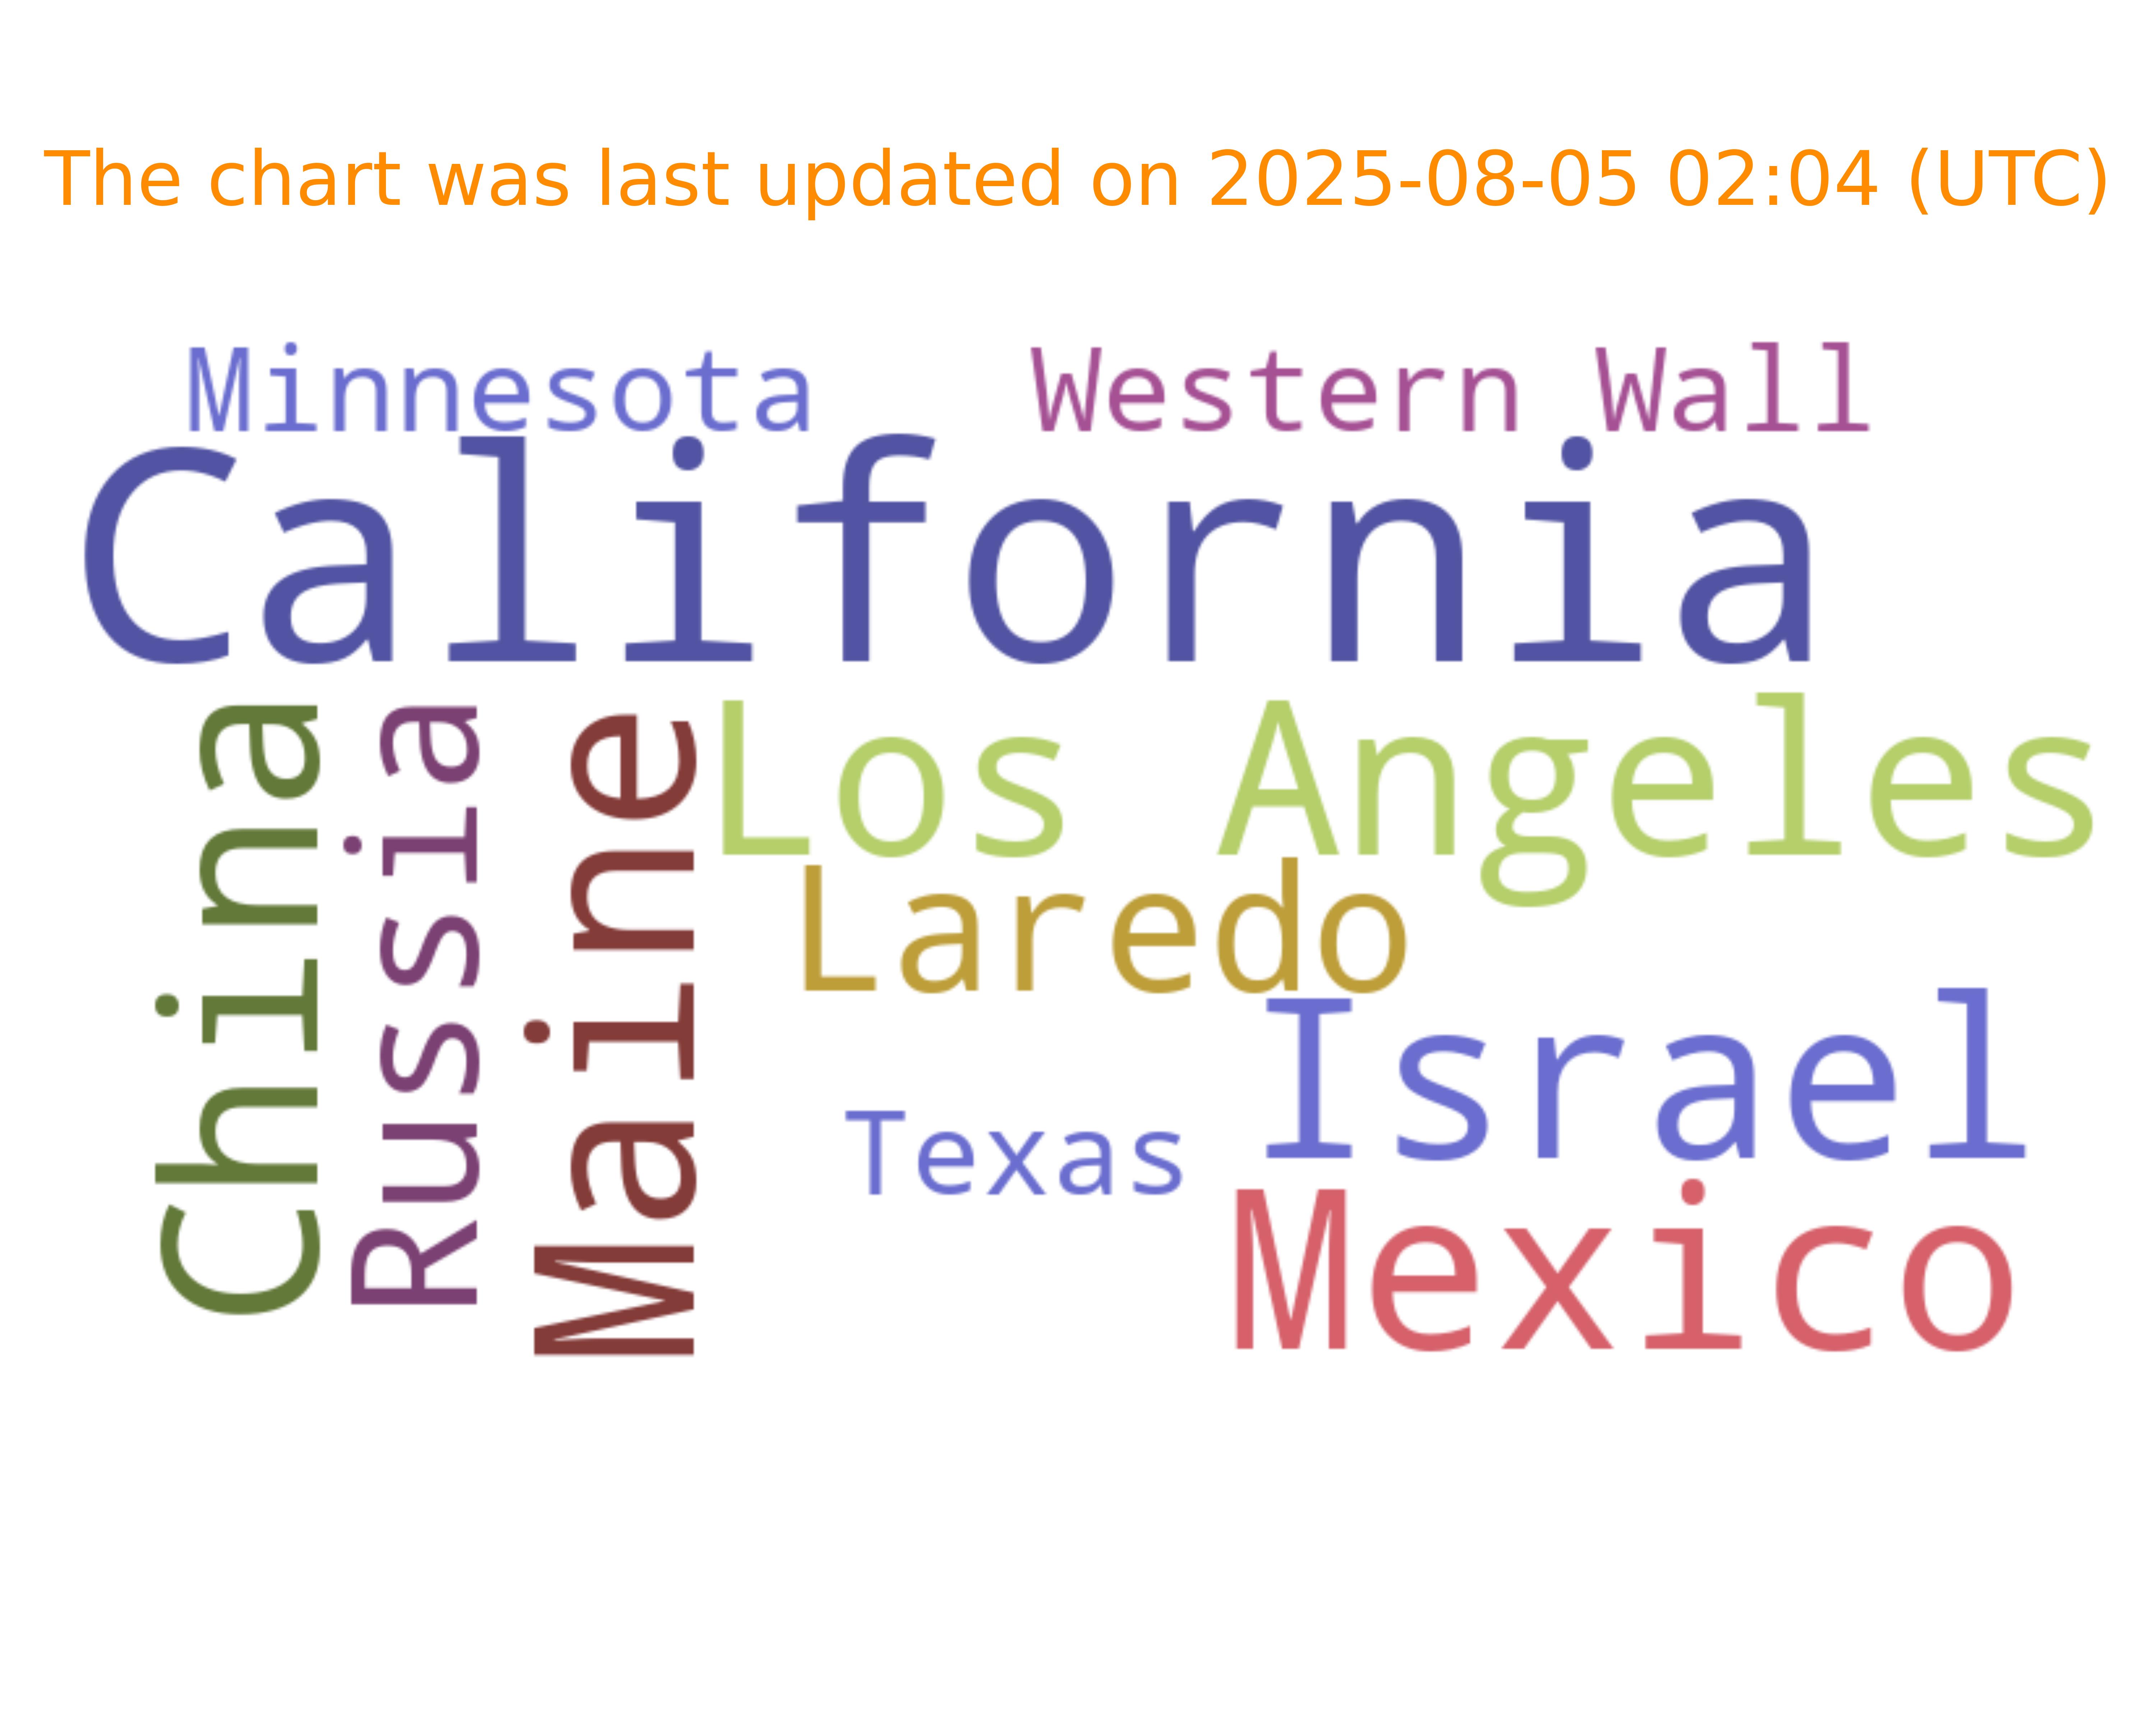 The chart was last updated on 2025-08-05 02:04 (UTC)
Minnesota
Western Wall
California
China
Russia
Maine
Los Angeles
Laredo
Israel
Texas
Mexico